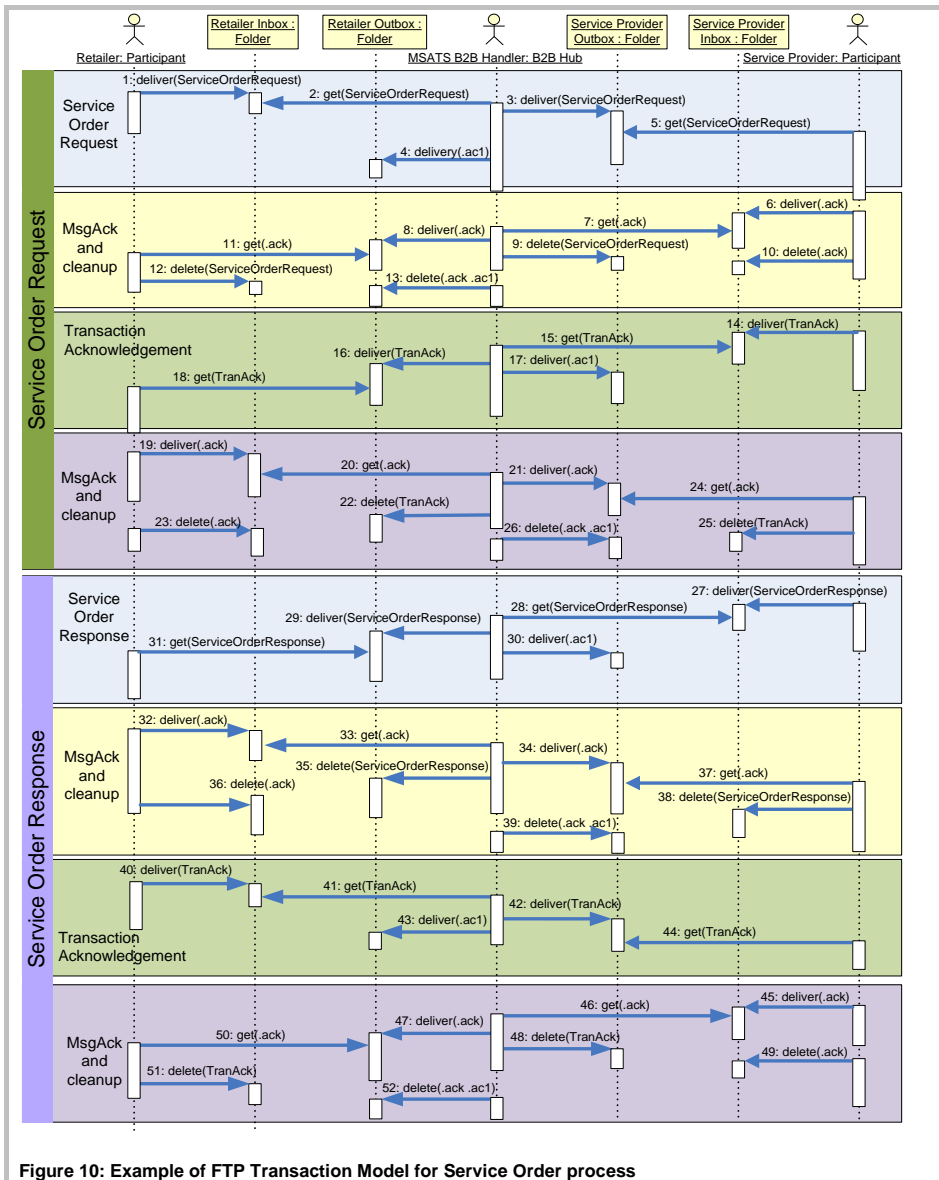 Retailer Inbox :
Folder
Retailer Outbox :
Folder
Service Provider
Outbox : Folder
Service Provider
Inbox : Folder
Retailer: Participant
MSATS B2B Handler: B2B Hub
Service Provider: Participant
Service Order Request
Service
Order
Request
1: deliver(ServiceOrderRequest)
2: get(ServiceOrderRequest)
3: deliver(ServiceOrderRequest)
5: get(ServiceOrderRequest)
4: delivery(.ac1)
MsgAck
and
cleanup
6: deliver(.ack)
7: get(.ack)
8: deliver(.ack)
9: delete(ServiceOrderRequest)
10: delete(.ack)
11: get(.ack)
12: delete(ServiceOrderRequest)
13: delete(.ack .ac1)
Transaction
Acknowledgement
14: deliver(TranAck)
15: get(TranAck)
16: deliver(TranAck)
17: deliver(.ac1)
18: get(TranAck)
MsgAck
and
cleanup
19: deliver(.ack)
20: get(.ack)
21: deliver(.ack)
24: get(.ack)
22: delete(TranAck)
23: delete(.ack)
26: delete(.ack .ac1)
25: delete(TranAck)
Service Order Response
Service
Order
Response
27: deliver(ServiceOrderResponse)
28: get(ServiceOrderResponse)
29: deliver(ServiceOrderResponse)
30: deliver(.ac1)
31: get(ServiceOrderResponse)
MsgAck
and
cleanup
32: deliver(.ack)
33: get(.ack)
34: deliver(.ack)
35: delete(ServiceOrderResponse)
37: get(.ack)
36: delete(.ack)
38: delete(ServiceOrderResponse)
39: delete(.ack .ac1)
Transaction
Acknowledgement
40: deliver(TranAck)
41: get(TranAck)
42: deliver(TranAck)
43: deliver(.ac1)
44: get(TranAck)
MsgAck
and
cleanup
45: deliver(.ack)
46: get(.ack)
47: deliver(.ack)
48: delete(TranAck)
49: delete(.ack)
50: get(.ack)
51: delete(TranAck)
52: delete(.ack .ac1)
Figure 10: Example of FTP Transaction Model for Service Order process